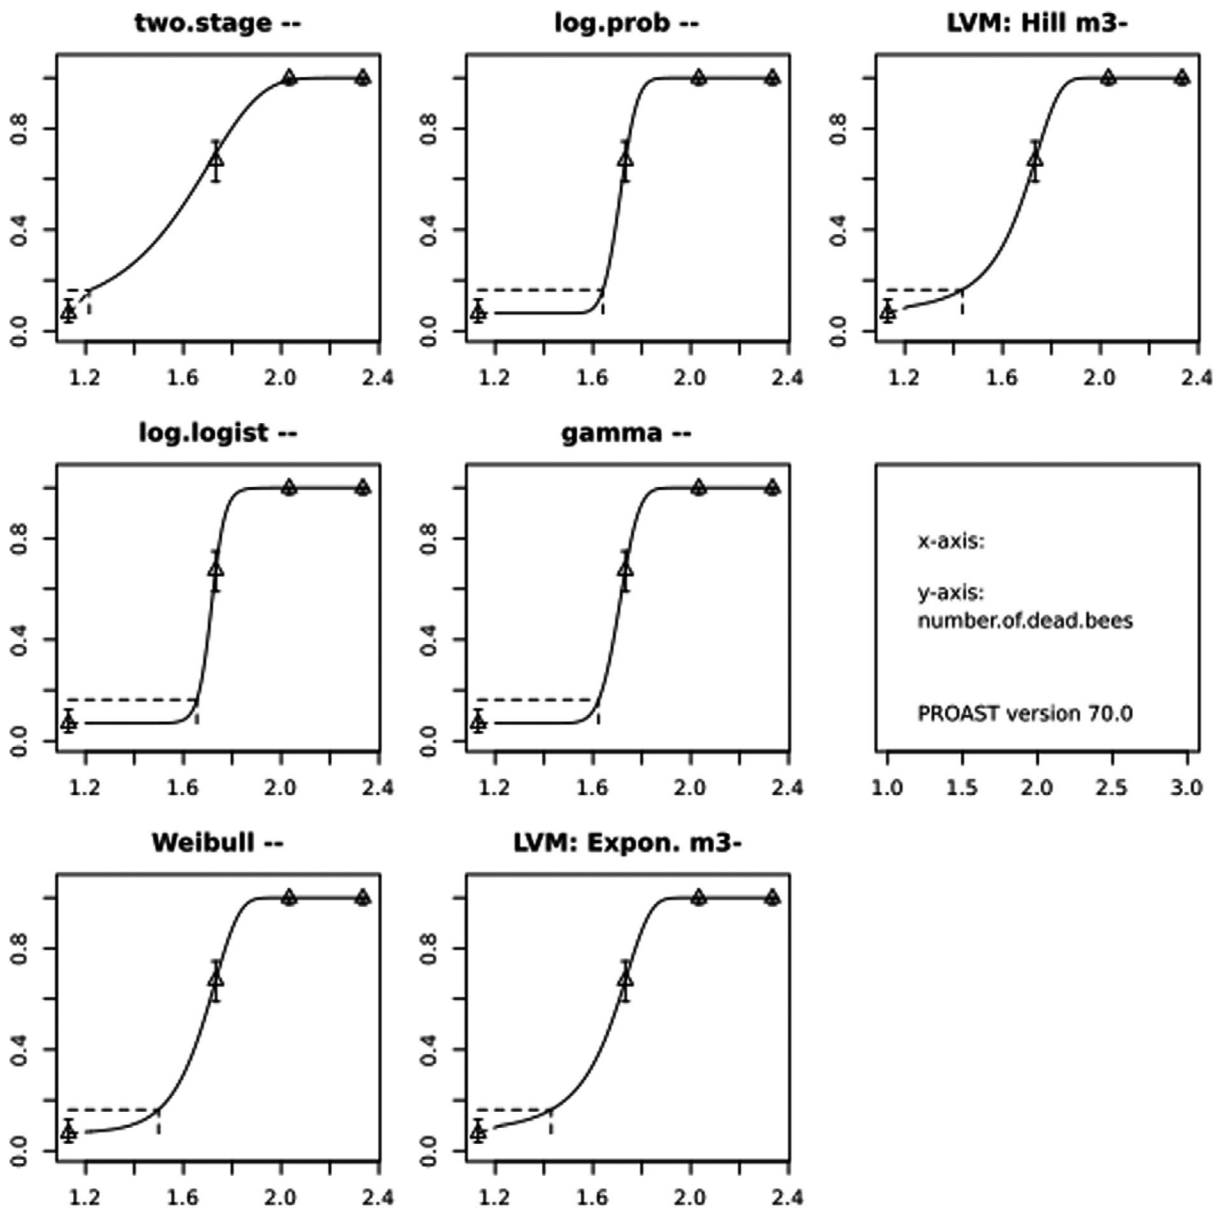 two.stage --
log.prob --
LVM: Hill m3-
0.0 0.4 0.8
1.2 1.6 2.0 2.4
0.0 0.4 0.8
1.2 1.6 2.0 2.4
0.0 0.4 0.8
1.2 1.6 2.0 2.4
log.logist --
gamma --
0.0 0.4 0.8
1.2 1.6 2.0 2.4
0.0 0.4 0.8
1.2 1.6 2.0 2.4
x-axis:
y-axis:
number.of.dead.bees
PROAST version 70.0
1.0 1.5 2.0 2.5 3.0
Weibull --
LVM: Expon. m3-
0.0 0.4 0.8
1.2 1.6 2.0 2.4
0.0 0.4 0.8
1.2 1.6 2.0 2.4